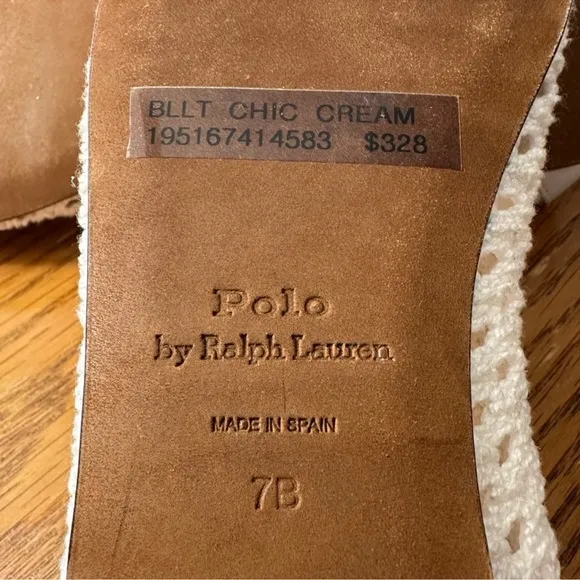 BLLT CHIC CREAM
195167414583 $328
Polo
by Ralph Lauren
MADE IN SPAIN
7B